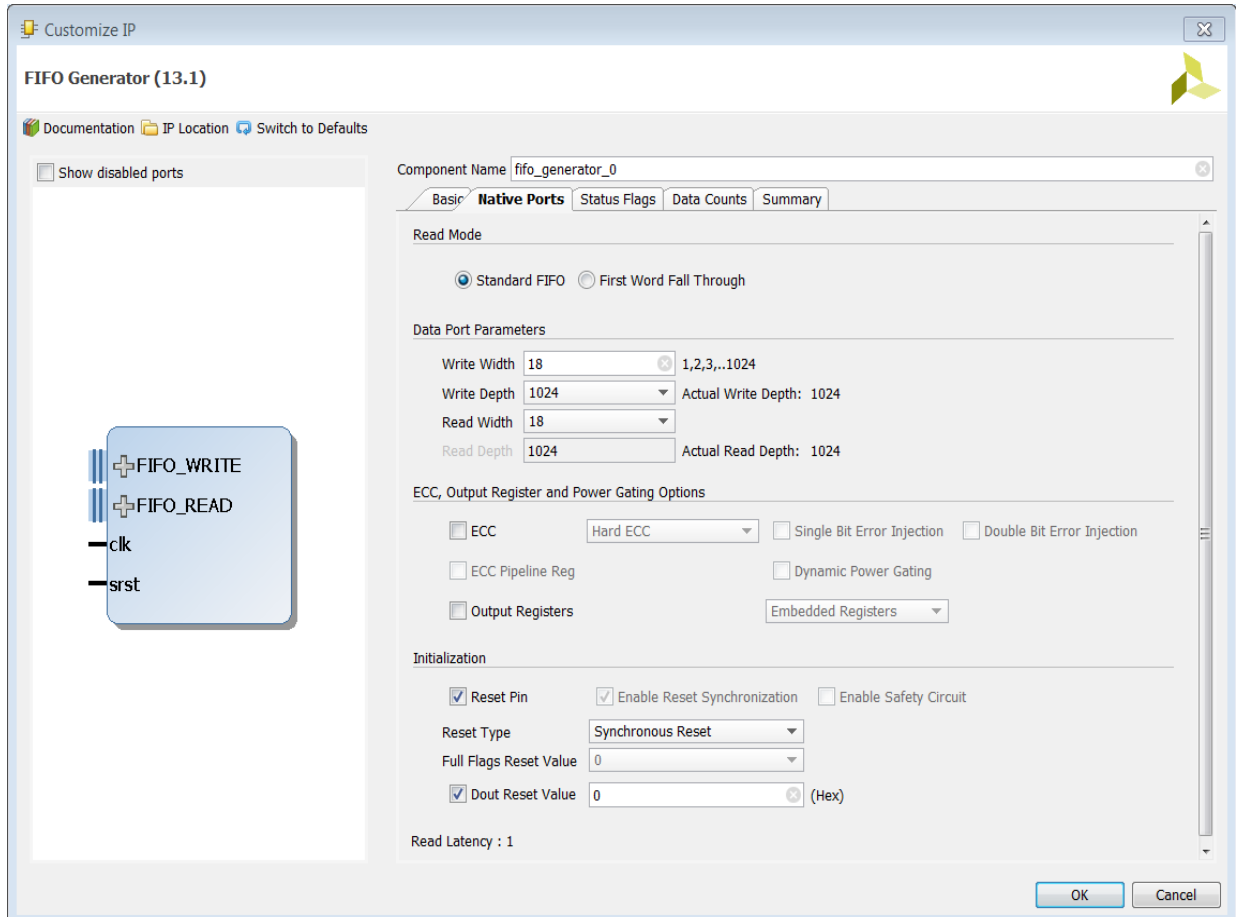 Customize IP
FIFO Generator (13.1)
Documentation IP Location Switch to Defaults
Show disabled ports
Component Name fifo_generator_0
Basic Native Ports Status Flags Data Counts Summary
Read Mode
Standard FIFO First Word Fall Through
Data Port Parameters
Write Width 18 1,2,3,..1024
Write Depth 1024 Actual Write Depth: 1024
Read Width 18
Read Depth 1024 Actual Read Depth: 1024
ECC, Output Register and Power Gating Options
ECC Hard ECC Single Bit Error Injection Double Bit Error Injection
ECC Pipeline Reg Dynamic Power Gating
Output Registers Embedded Registers
Initialization
Reset Pin Enable Reset Synchronization Enable Safety Circuit
Reset Type Synchronous Reset
Full Flags Reset Value 0
Dout Reset Value 0 (Hex)
Read Latency : 1
FIFO_WRITE
FIFO_READ
clk
srst
OK Cancel